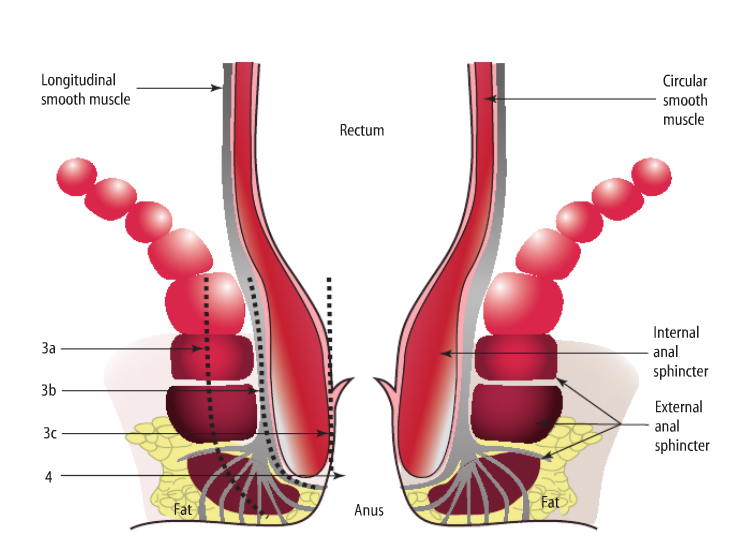 Longitudinal
smooth muscle
Circular
smooth
muscle
Rectum
3a
3b
3c
4
Internal
anal
sphincter
External
anal
sphincter
Fat
Anus
Fat